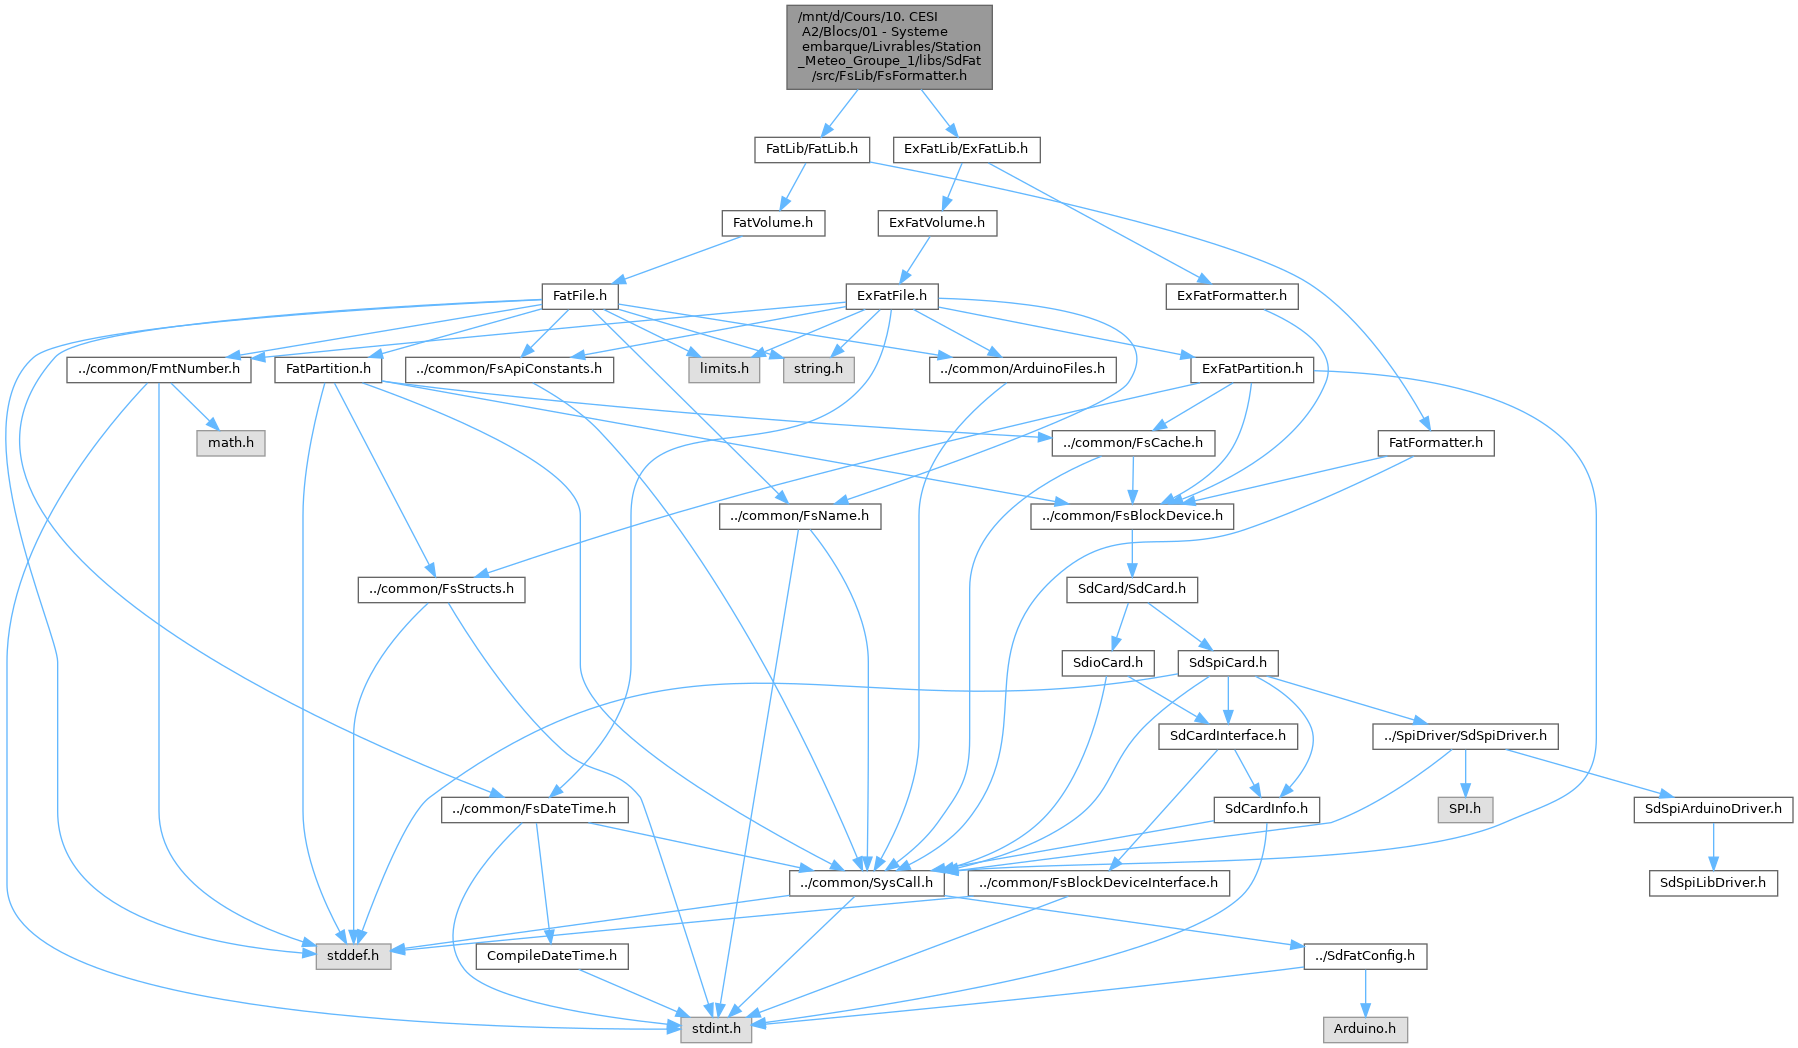 /mnt/d/Cours/10. CESI
A2/Blocs/01 - Systeme
embarque/Livrables/Station
_Meteo_Groupe_1/libs/SdFat
/src/FsLib/FsFormatter.h
FatLib/FatLib.h
ExFatLib/ExFatLib.h
FatVolume.h
ExFatVolume.h
FatFile.h
ExFatFile.h
ExFatFormatter.h
../common/FmtNumber.h
FatPartition.h
../common/FsApiConstants.h
limits.h
string.h
../common/ArduinoFiles.h
ExFatPartition.h
math.h
../common/FsCache.h
FatFormatter.h
../common/FsName.h
../common/FsBlockDevice.h
../common/FsStructs.h
SdCard/SdCard.h
SdioCard.h
SdSpiCard.h
SdCardInterface.h
../SpiDriver/SdSpiDriver.h
../common/FsDateTime.h
SdCardInfo.h
SPI.h
SdSpiArduinoDriver.h
../common/SysCall.h
../common/FsBlockDeviceInterface.h
SdSpiLibDriver.h
stddef.h
CompileDateTime.h
../SdFatConfig.h
stdint.h
Arduino.h